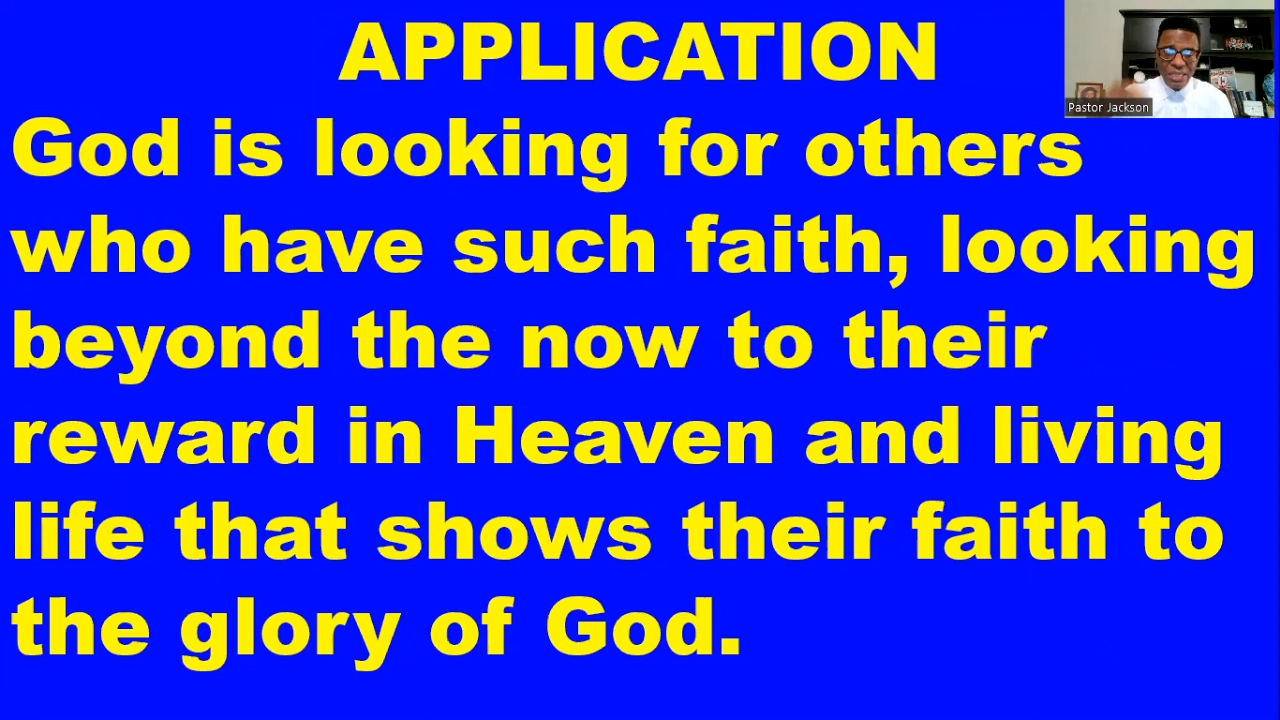 APPLICATION
Pastor Jackson
God is looking for others
who have such faith, looking
beyond the now to their
reward in Heaven and living
life that shows their faith to
the glory of God.